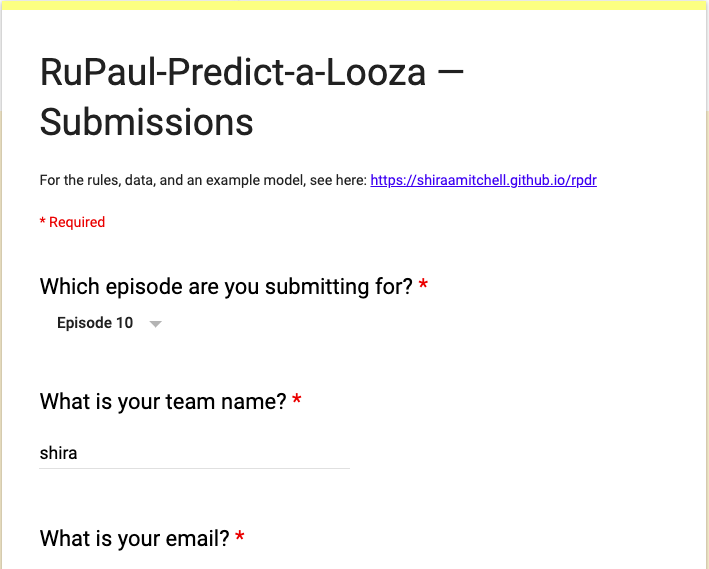 RuPaul-Predict-a-Looza —
Submissions
For the rules, data, and an example model, see here: https://shiraamitchell.github.io/rpdr
* Required
Which episode are you submitting for? *
Episode 10
What is your team name? *
shira
What is your email? *